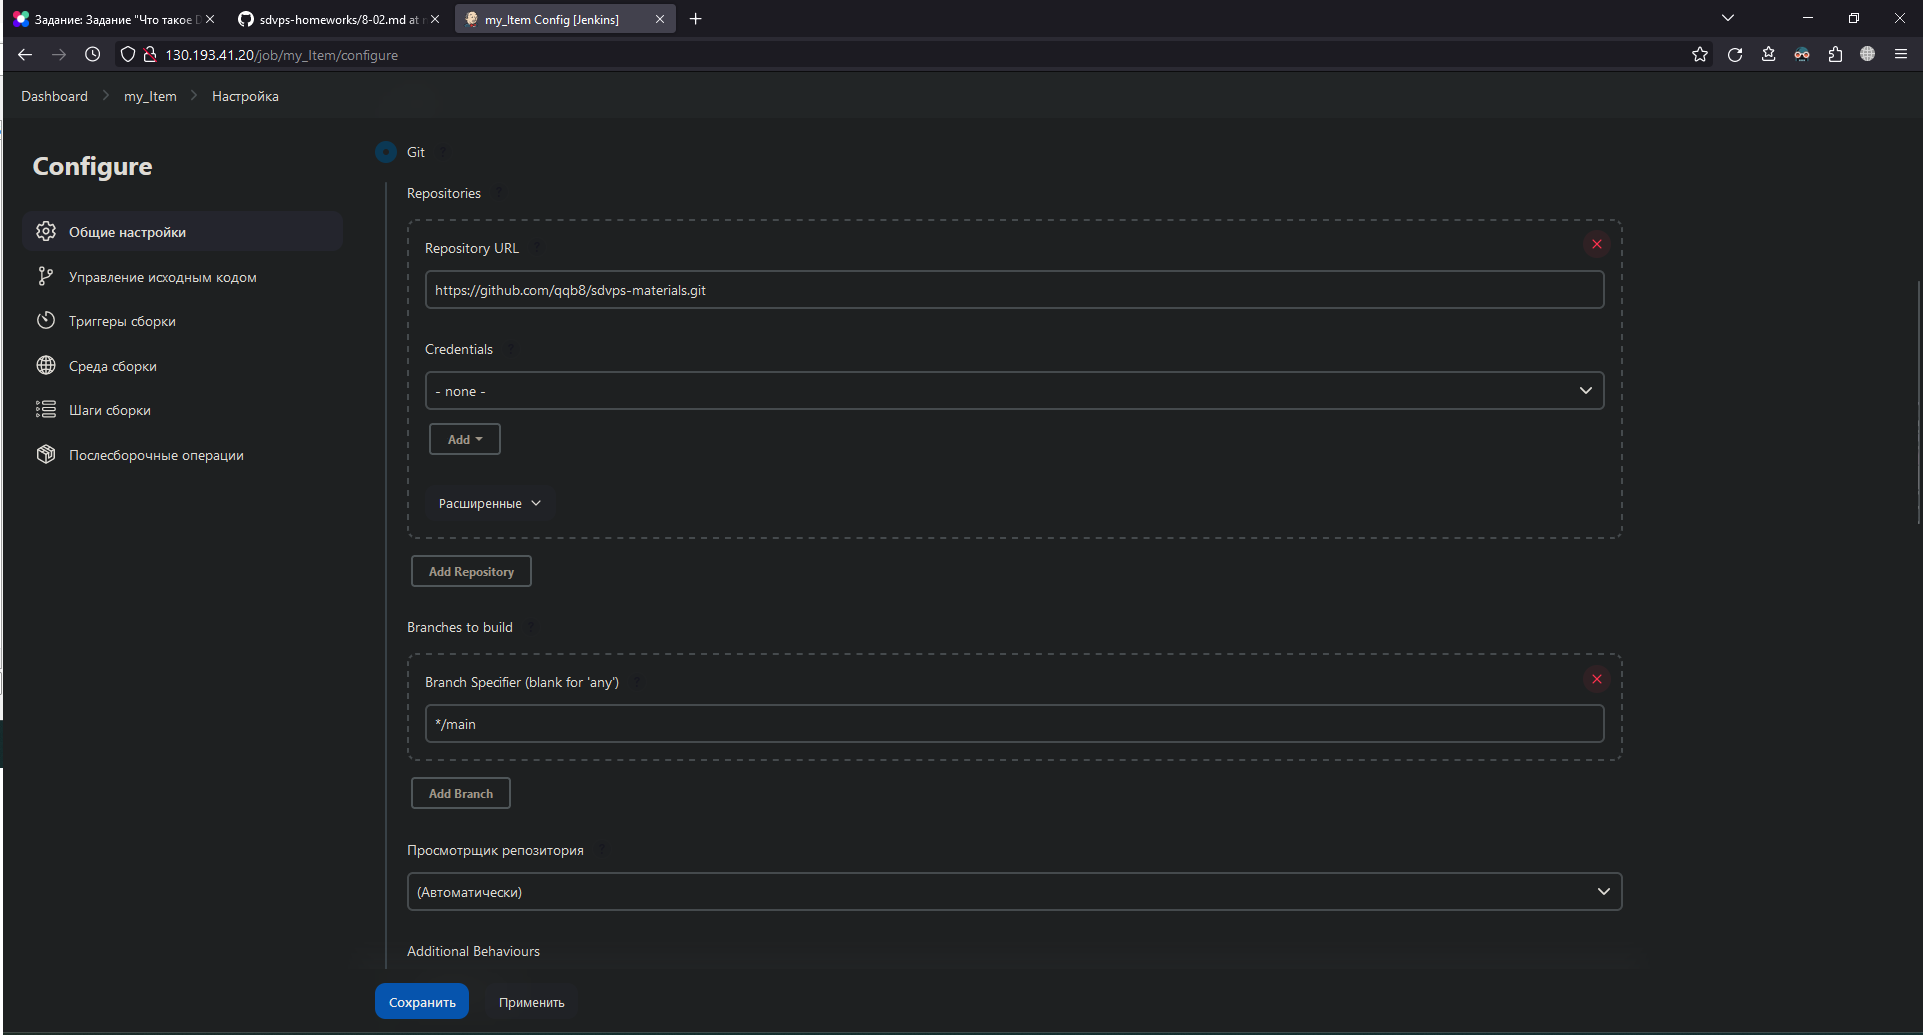 Задание: Задание "Что такое D
sdvps-homeworks/8-02.md at r
my_Item Config [Jenkins]
130.193.41.20/job/my_Item/configure
Dashboard
my_Item
Настройка
Configure
Общие настройки
Управление исходным кодом
Триггеры сборки
Среда сборки
Шаги сборки
Послесборочные операции
Git ?
Repositories ?
Repository URL ?
https://github.com/qqb8/sdvps-materials.git
Credentials ?
- none -
Add
Расширенные
Add Repository
Branches to build ?
Branch Specifier (blank for 'any') ?
*/main
Add Branch
Просмотрщик репозитория ?
(Автоматически)
Additional Behaviours
Сохранить
Применить